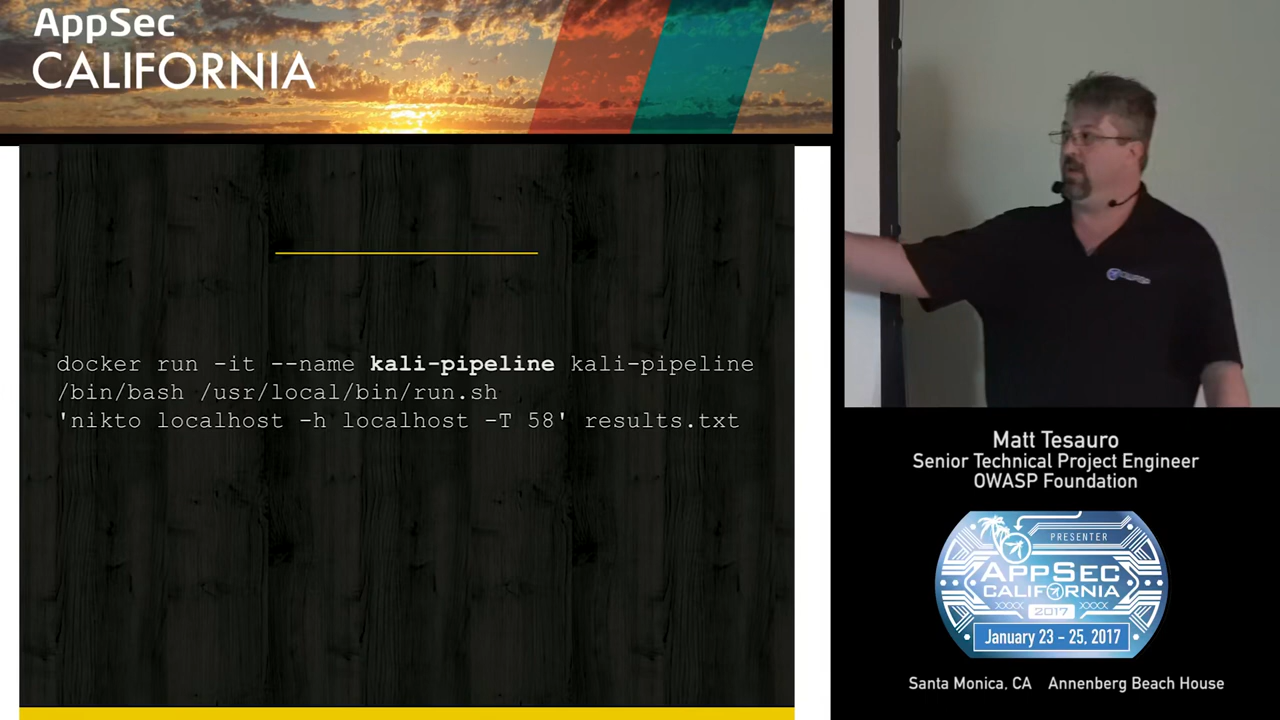 AppSec
CALIFORNIA
docker run -it --name kali-pipeline kali-pipeline
/bin/bash /usr/local/bin/run.sh
'nikto localhost -h localhost -T 58' results.txt
Matt Tesauro
Senior Technical Project Engineer
OWASP Foundation
PRESENTER
APPSEC
CALIFORNIA
XXXX 2017 XXXX
January 23 - 25, 2017
Santa Monica, CA Annenberg Beach House